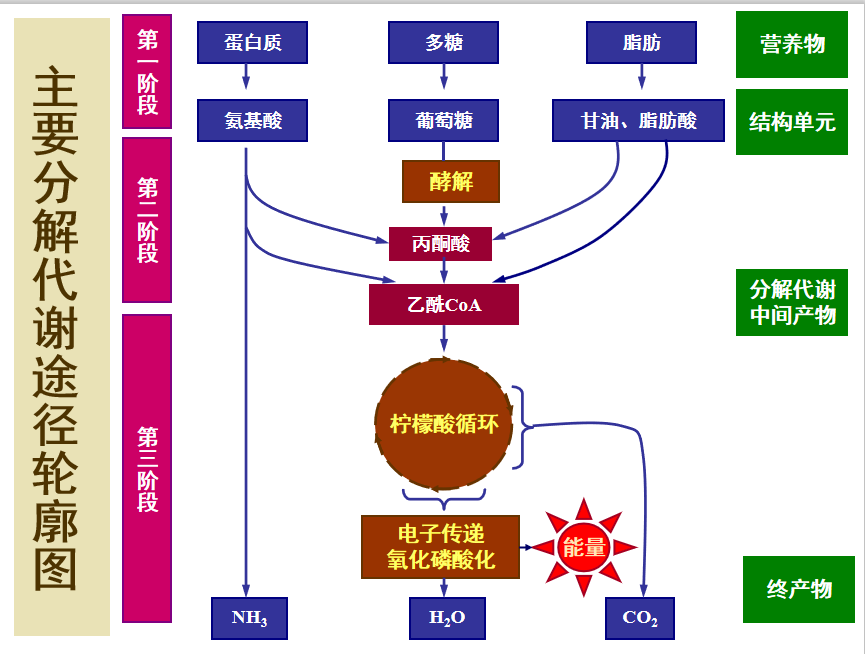 主要分解代谢途径轮廓图
第一阶段
蛋白质
多糖
脂肪
营养物
氨基酸
葡萄糖
甘油、脂肪酸
结构单元
第二阶段
酵解
丙酮酸
乙酰CoA
分解代谢
中间产物
第三阶段
柠檬酸循环
电子传递
氧化磷酸化
能量
终产物
NH₃
H₂O
CO₂